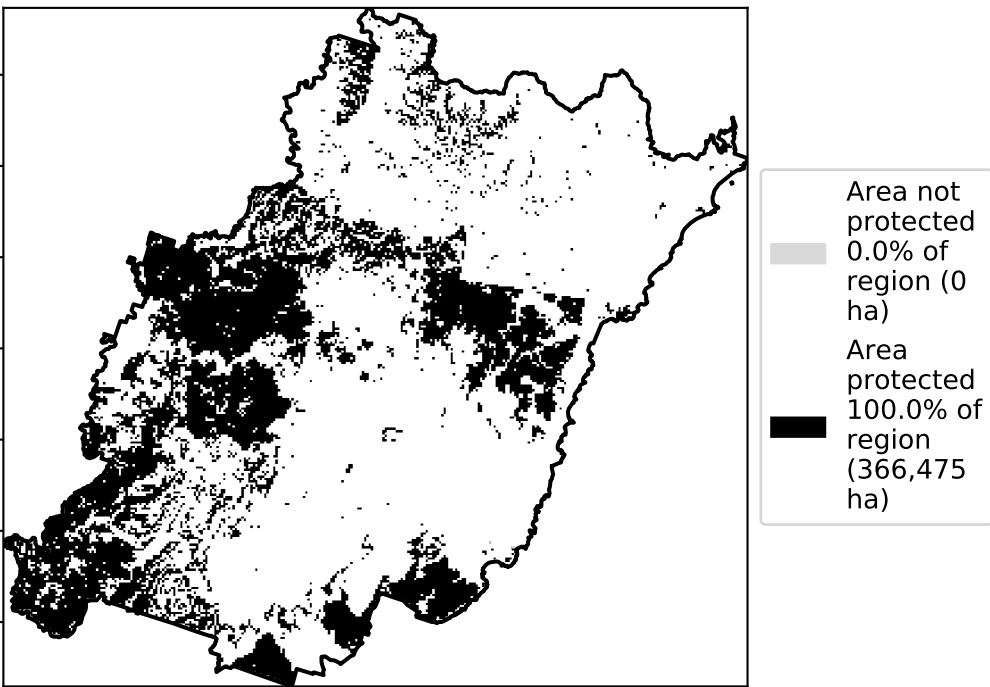 Area not
protected
0.0% of
region (0
ha)
Area
protected
100.0% of
region
(366,475
ha)